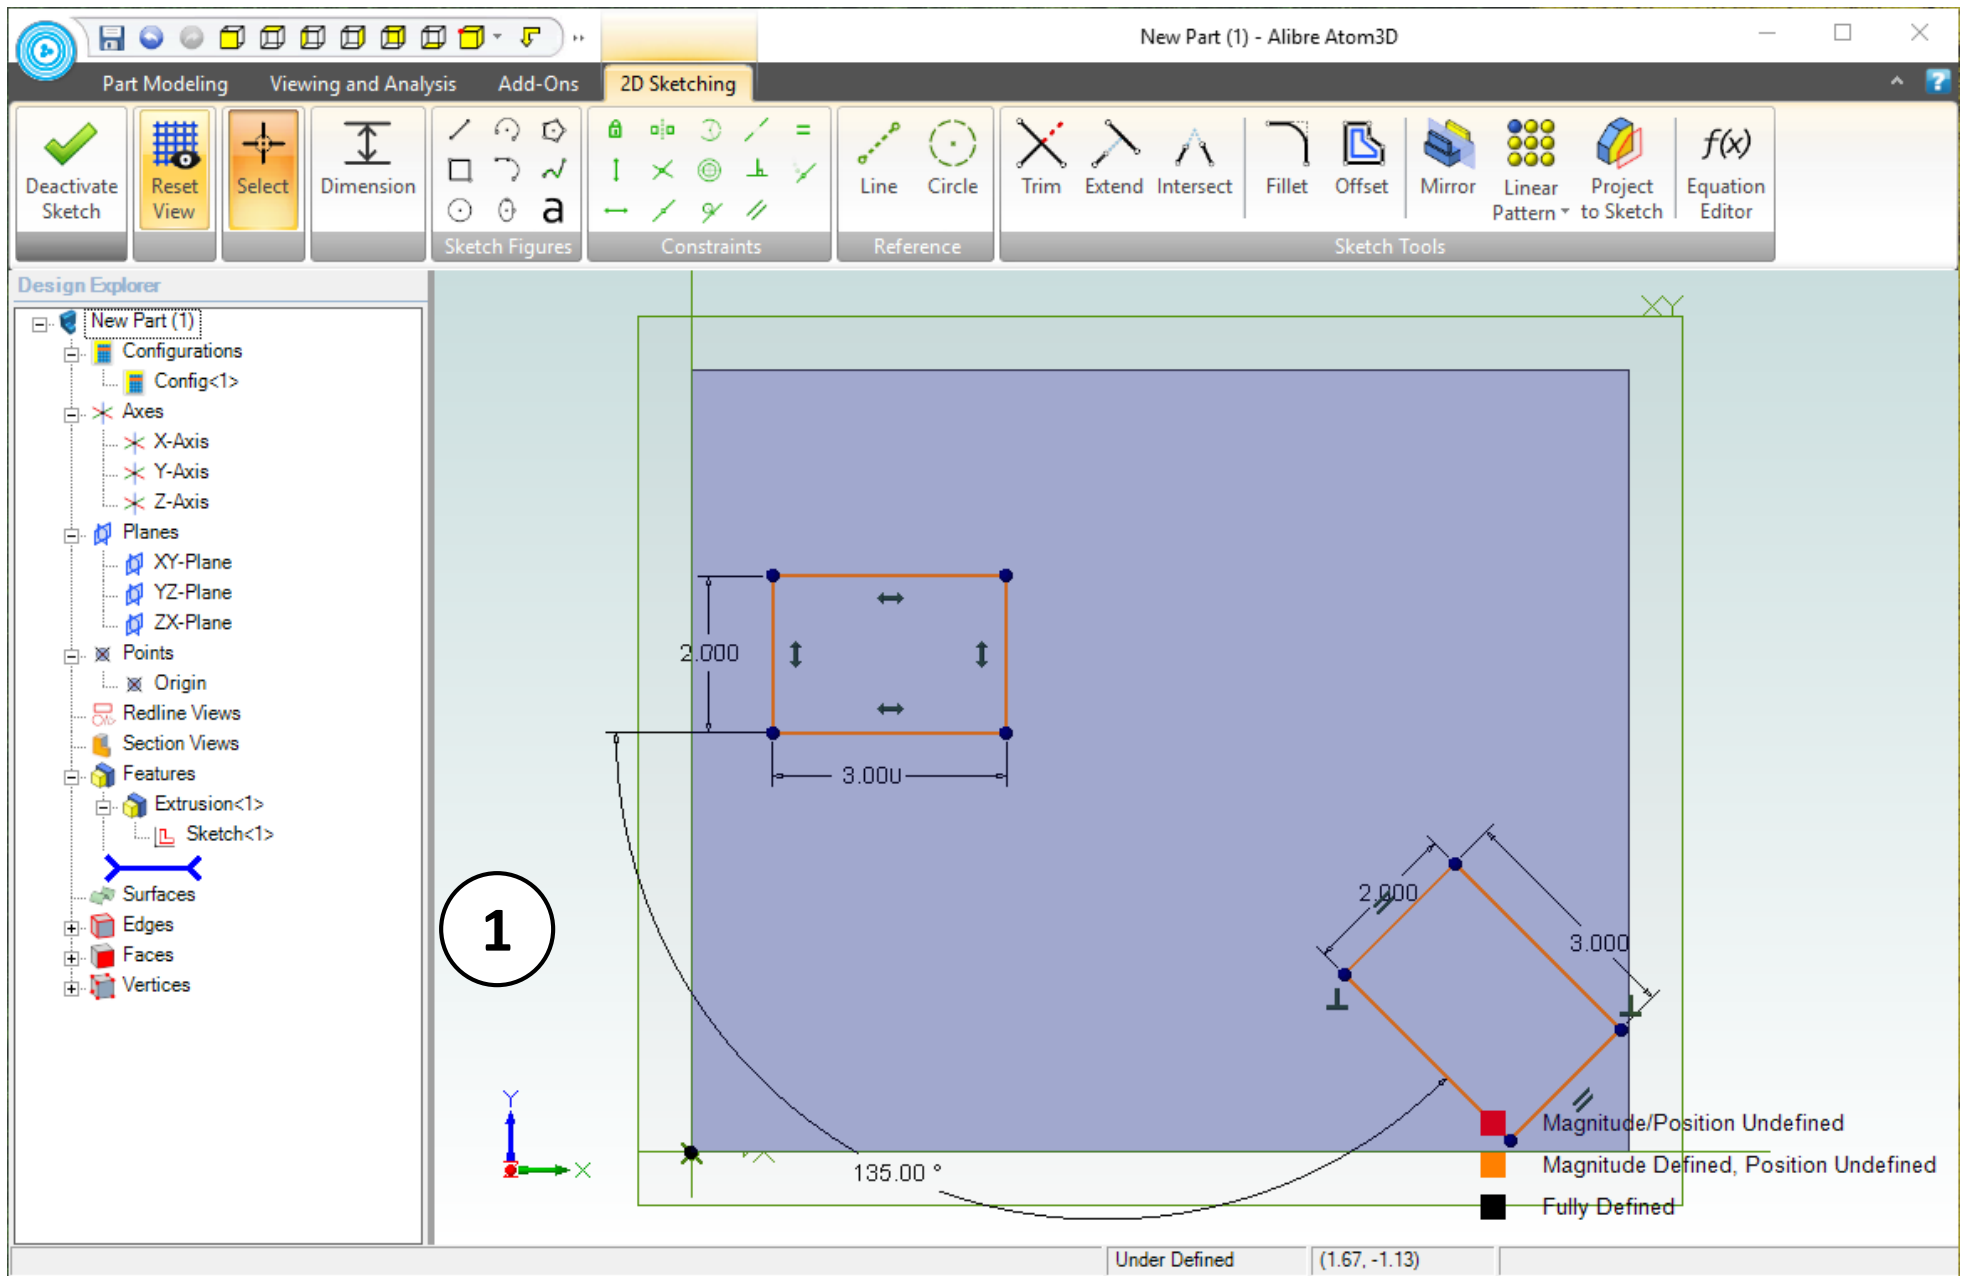 New Part (1) - Alibre Atom3D
Part Modeling
Viewing and Analysis
Add-Ons
2D Sketching
Deactivate
Sketch
Reset
View
Select
Dimension
a
Sketch Figures
Constraints
Line
Circle
Reference
Trim
Extend
Intersect
Fillet
Offset
Mirror
Linear
Pattern
Project
to Sketch
f(x)
Equation
Editor
Sketch Tools
Design Explorer
New Part (1)
Configurations
Config<1>
Axes
X-Axis
Y-Axis
Z-Axis
Planes
XY-Plane
YZ-Plane
ZX-Plane
Points
Origin
Redline Views
Section Views
Features
Extrusion<1>
Sketch<1>
Surfaces
Edges
Faces
Vertices
XY
2.000
3.000
2.000
3.000
1
135.00 °
Y
X
Magnitude/Position Undefined
Magnitude Defined, Position Undefined
Fully Defined
Under Defined
(1.67, -1.13)